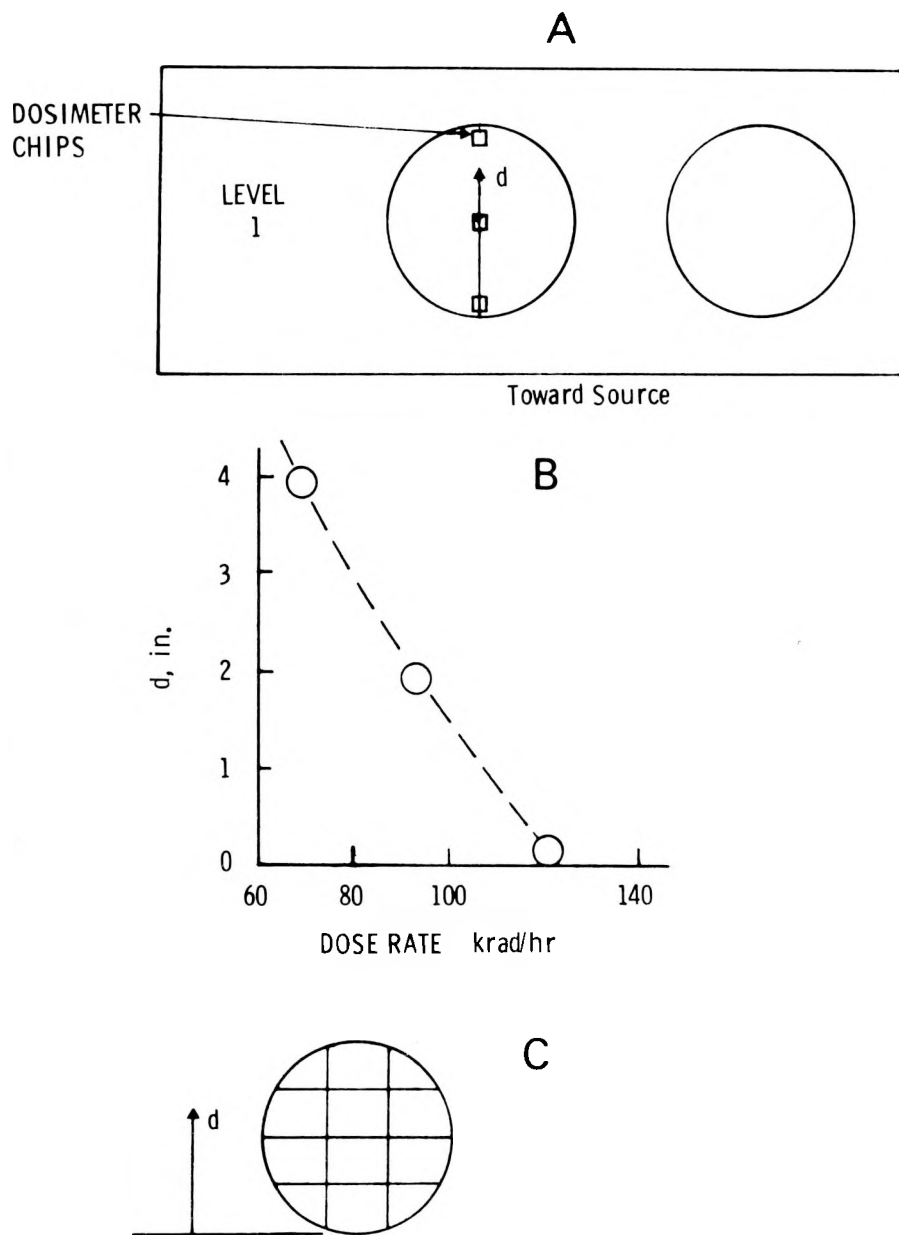 A
DOSIMETER
CHIPS
d
LEVEL
1
Toward Source
B
4
3
2
1
0
d, in.
60 80 100 140
DOSE RATE krad/hr
C
d